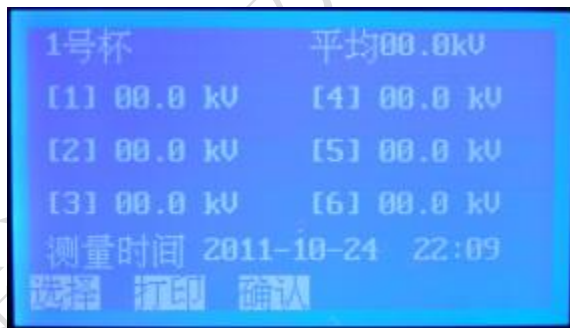 1号杯 平均00.0kV
[1] 00.0 kV [4] 00.0 kV
[2] 00.0 kV [5] 00.0 kV
[3] 00.0 kV [6] 00.0 kV
测量时间 2011-10-24 22:09
选择 打印 确认